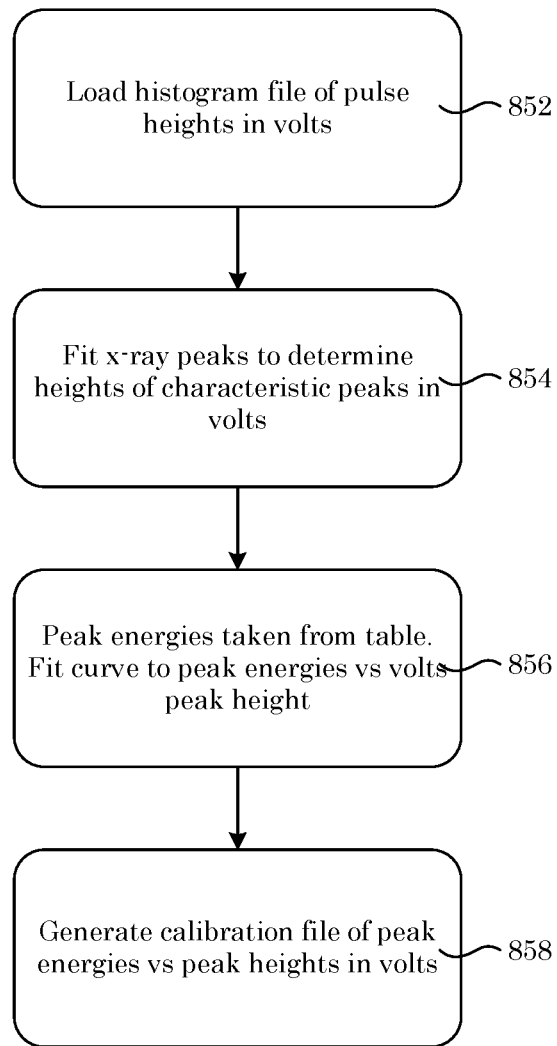 Load histogram file of pulse
heights in volts
852
Fit x-ray peaks to determine
heights of characteristic peaks in
volts
854
Peak energies taken from table.
Fit curve to peak energies vs volts
peak height
856
Generate calibration file of peak
energies vs peak heights in volts
858